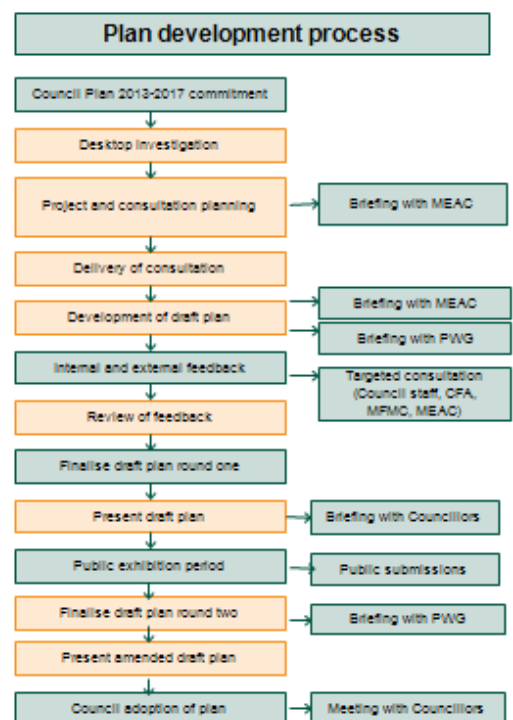 Plan development process
Council Plan 2013-2017 commitment
Desktop investigation
Project and consultation planning
Briefing with MEAC
Delivery of consultation
Development of draft plan
Briefing with MEAC
Briefing with PWG
Internal and external feedback
Targeted consultation
(Council staff, CFA,
MFMC, MEAC)
Review of feedback
Finalise draft plan round one
Present draft plan
Briefing with Councillors
Public exhibition period
Public submissions
Finalise draft plan round two
Briefing with PWG
Present amended draft plan
Council adoption of plan
Meeting with Councillors